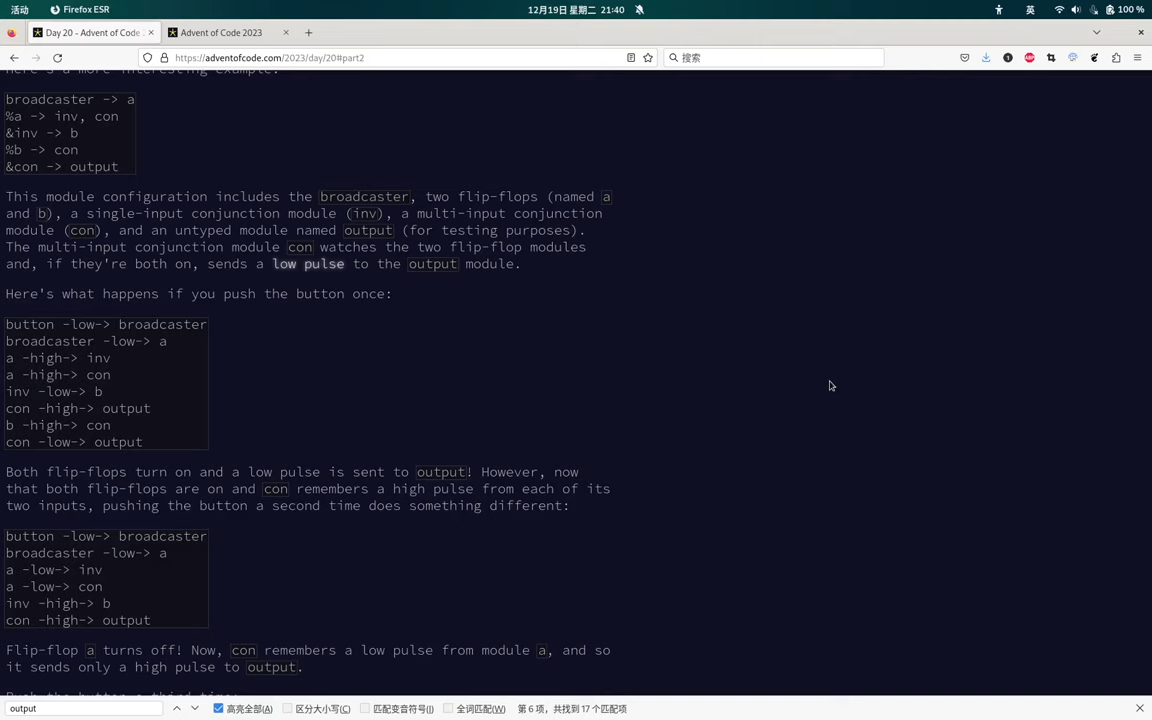 活动 Firefox ESR 12月19日 星期二 21:40 英 100 %
Day 20 - Advent of Code Advent of Code 2023
https://adventofcode.com/2023/day/20#part2 搜索
Here's a more interesting example:
broadcaster -> a
%a -> inv, con
&inv -> b
%b -> con
&con -> output
This module configuration includes the broadcaster, two flip-flops (named a
and b), a single-input conjunction module (inv), a multi-input conjunction
module (con), and an untyped module named output (for testing purposes).
The multi-input conjunction module con watches the two flip-flop modules
and, if they're both on, sends a low pulse to the output module.
Here's what happens if you push the button once:
button -low-> broadcaster
broadcaster -low-> a
a -high-> inv
a -high-> con
inv -low-> b
con -high-> output
b -high-> con
con -low-> output
Both flip-flops turn on and a low pulse is sent to output! However, now
that both flip-flops are on and con remembers a high pulse from each of its
two inputs, pushing the button a second time does something different:
button -low-> broadcaster
broadcaster -low-> a
a -low-> inv
a -low-> con
inv -high-> b
con -high-> output
Flip-flop a turns off! Now, con remembers a low pulse from module a, and so
it sends only a high pulse to output.
Push the button a third time:
output 高亮全部(A) 区分大小写(C) 匹配变音符号(I) 全词匹配(W) 第 6 项，共找到 17 个匹配项